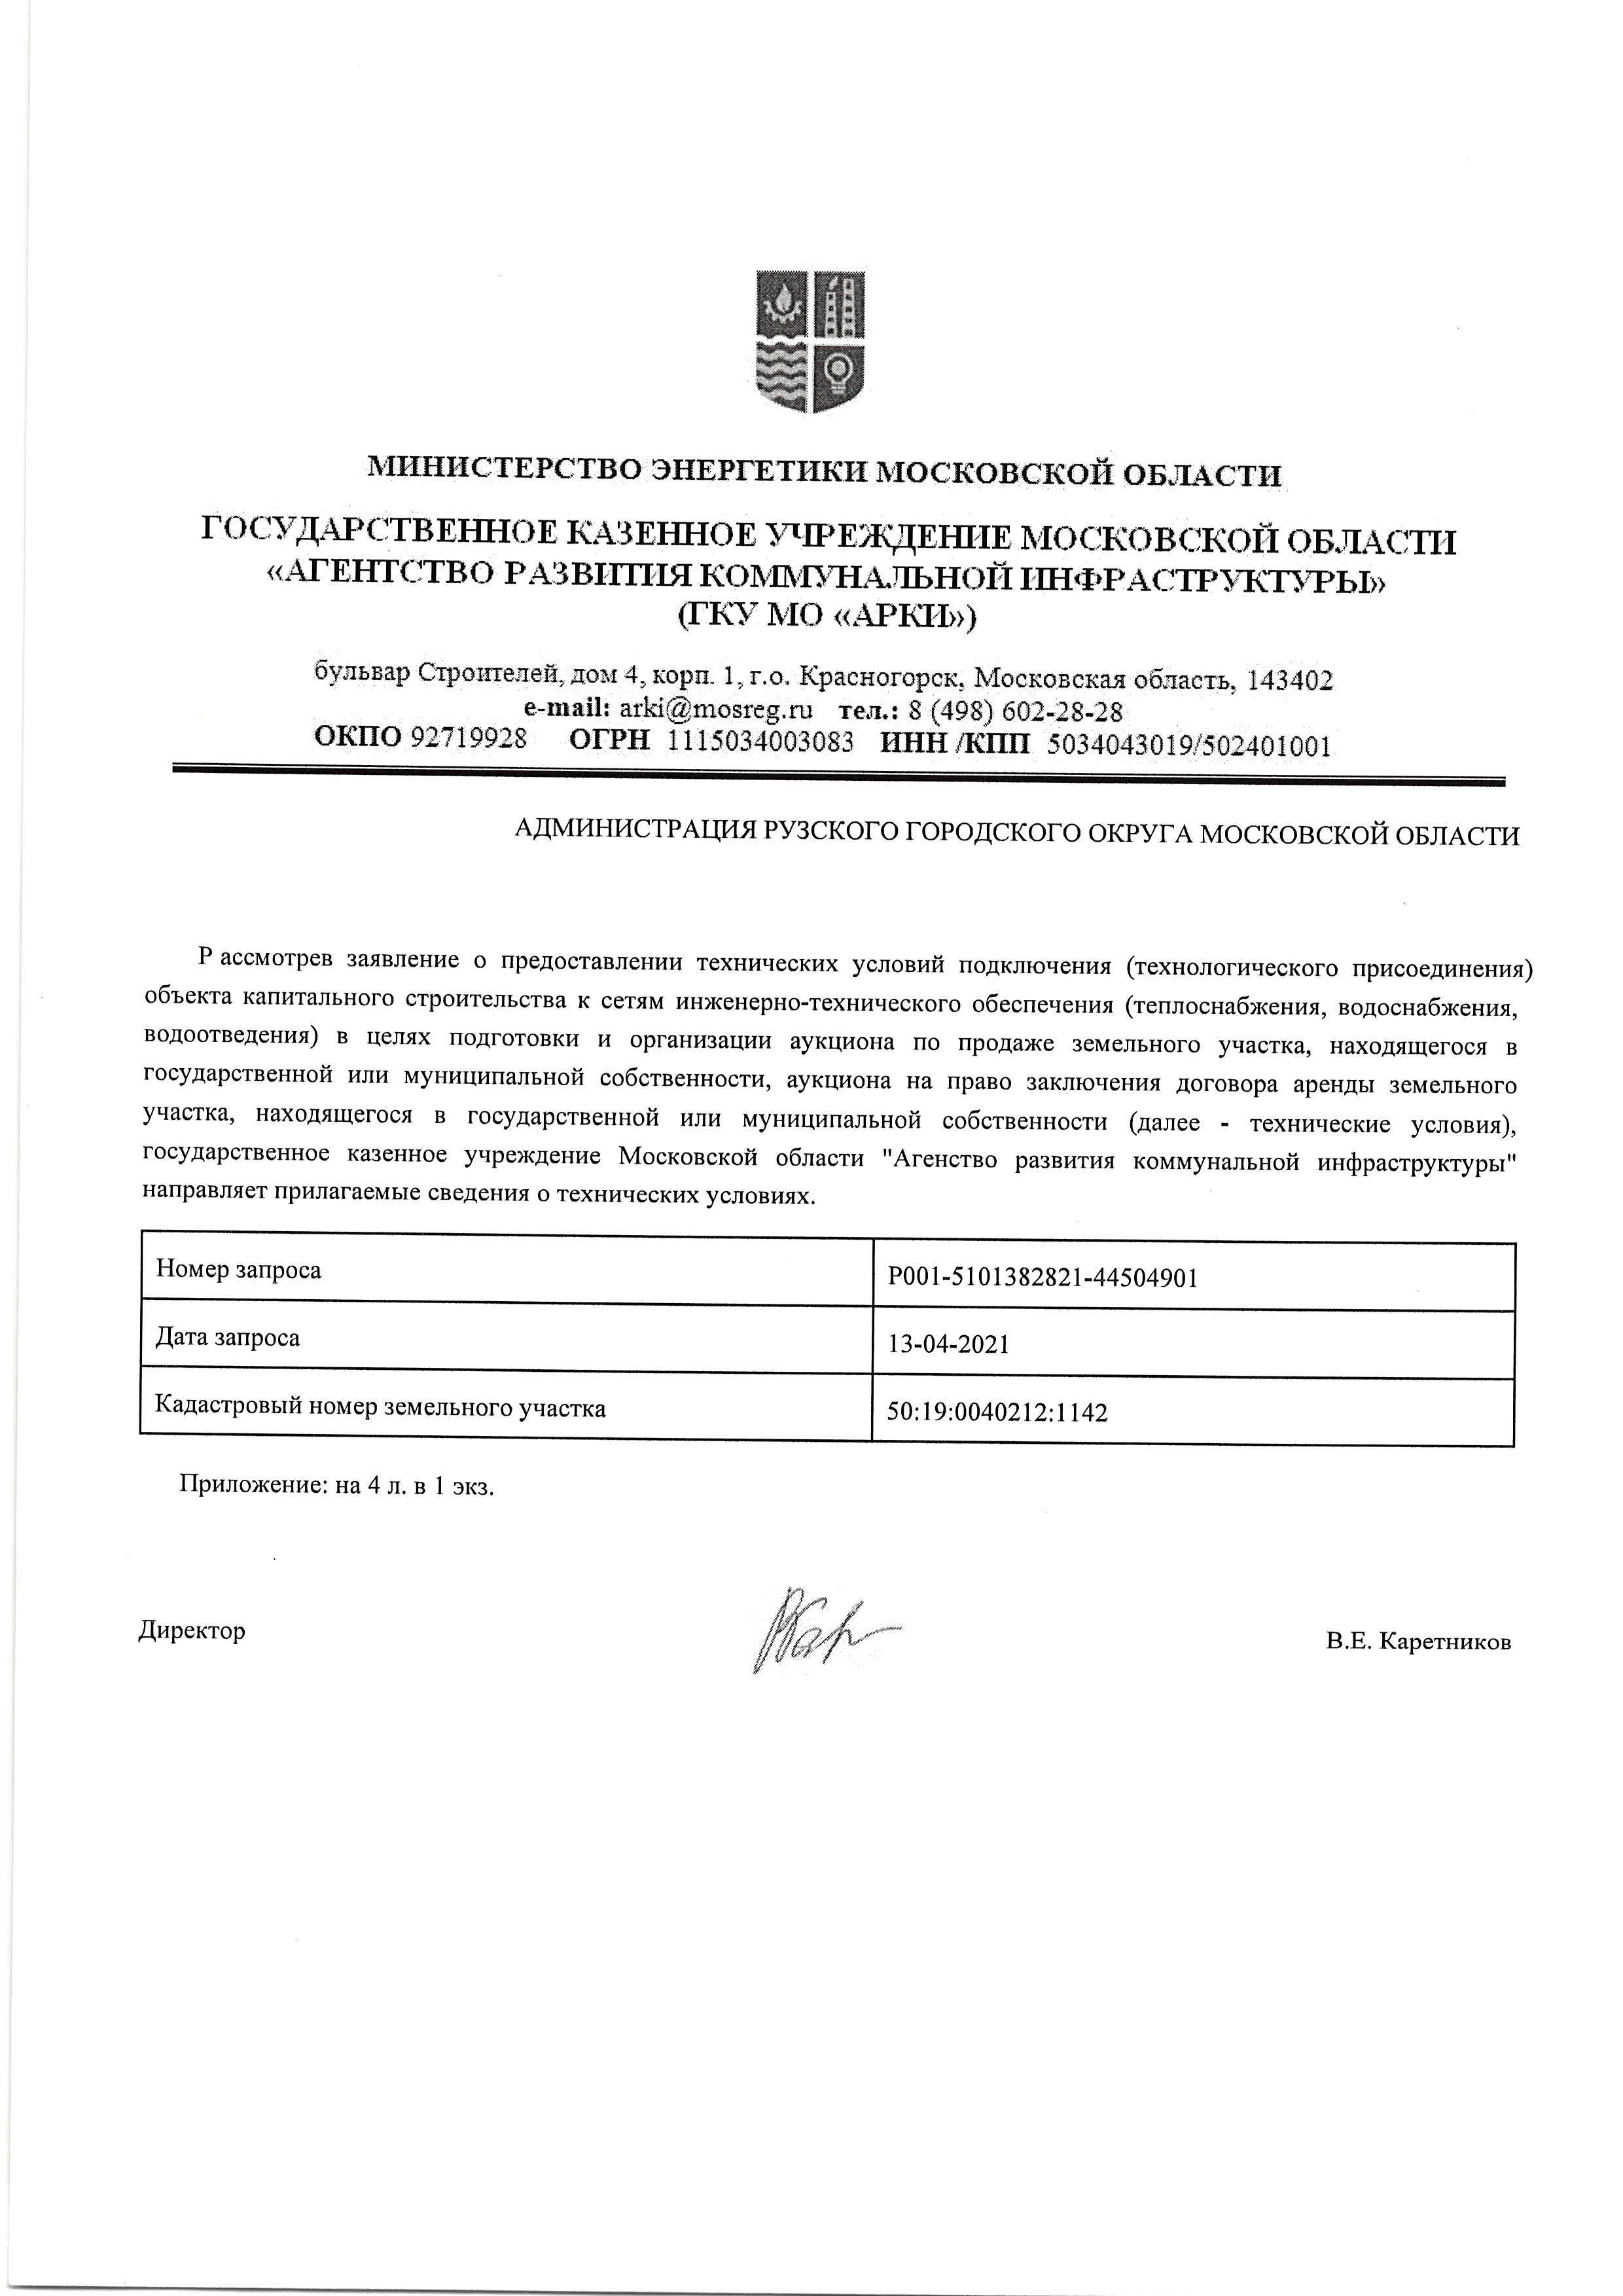 МИНИСТЕРСТВО ЭНЕРГЕТИКИ МОСКОВСКОЙ ОБЛАСТИ
ГОСУДАРСТВЕННОЕ КАЗЕННОЕ УЧРЕЖДЕНИЕ МОСКОВСКОЙ ОБЛАСТИ
«АГЕНТСТВО РАЗВИТИЯ КОММУНАЛЬНОЙ ИНФРАСТРУКТУРЫ»
(ГКУ МО «АРКИ»)
бульвар Строителей, дом 4, корп. 1, г.о. Красногорск, Московская область, 143402
e-mail: arki@mosreg.ru тел.: 8 (498) 602-28-28
ОКПО 92719928 ОГРН 1115034003083 ИНН /КПП 5034043019/502401001
АДМИНИСТРАЦИЯ РУЗСКОГО ГОРОДСКОГО ОКРУГА МОСКОВСКОЙ ОБЛАСТИ
Р ассмотрев заявление о предоставлении технических условий подключения (технологического присоединения)
объекта капитального строительства к сетям инженерно-технического обеспечения (теплоснабжения, водоснабжения,
водоотведения) в целях подготовки и организации аукциона по продаже земельного участка, находящегося в
государственной или муниципальной собственности, аукциона на право заключения договора аренды земельного
участка, находящегося в государственной или муниципальной собственности (далее - технические условия),
государственное казенное учреждение Московской области "Агенство развития коммунальной инфраструктуры"
направляет прилагаемые сведения о технических условиях.
Номер запроса P001-5101382821-44504901
Дата запроса 13-04-2021
Кадастровый номер земельного участка 50:19:0040212:1142
Приложение: на 4 л. в 1 экз.
Директор В.Е. Каретников